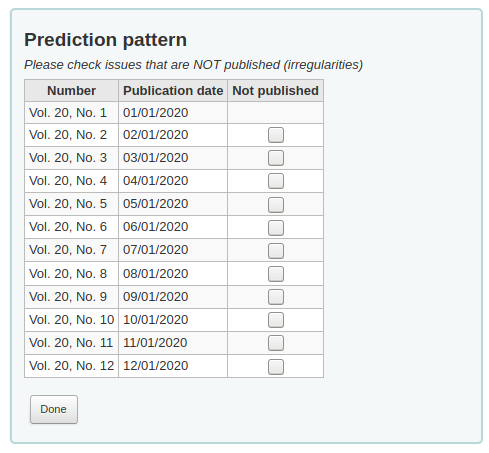 Prediction pattern
Please check issues that are NOT published (irregularities)
Number Publication date Not published
Vol. 20, No. 1 01/01/2020
Vol. 20, No. 2 02/01/2020
Vol. 20, No. 3 03/01/2020
Vol. 20, No. 4 04/01/2020
Vol. 20, No. 5 05/01/2020
Vol. 20, No. 6 06/01/2020
Vol. 20, No. 7 07/01/2020
Vol. 20, No. 8 08/01/2020
Vol. 20, No. 9 09/01/2020
Vol. 20, No. 10 10/01/2020
Vol. 20, No. 11 11/01/2020
Vol. 20, No. 12 12/01/2020
Done